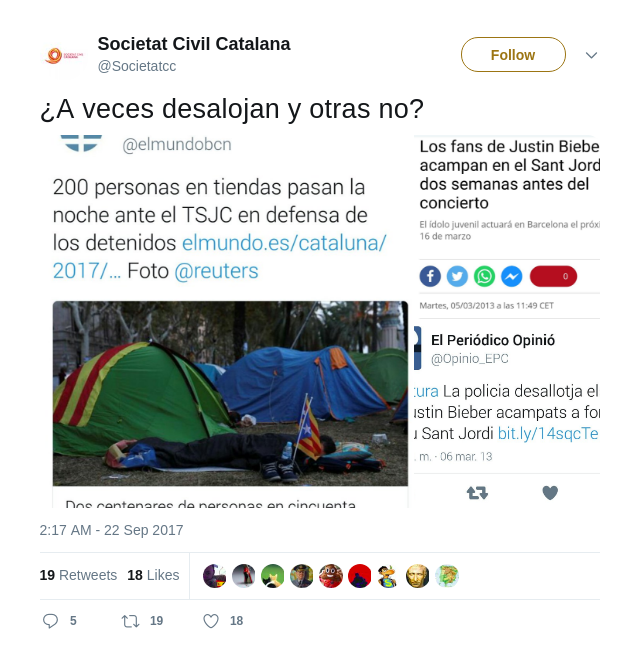 Societat Civil Catalana
@Societatcc
Follow
¿A veces desalojan y otras no?
@elmundobcn
200 personas en tiendas pasan la
noche ante el TSJC en defensa de
los detenidos elmundo.es/cataluna/
2017/... Foto @reuters
Dos centenares de personas en cincuenta
Los fans de Justin Biebe
acampan en el Sant Jord
dos semanas antes del
concierto
El ídolo juvenil actuará en Barcelona el próxi
16 de marzo
0
Martes, 05/03/2013 a las 11:49 CET
El Periódico Opinió
@Opinio_EPC
tura La policia desallotja el
ustin Bieber acampats a fo
u Sant Jordi bit.ly/14sqcTe
. m. - 06 mar. 13
2:17 AM - 22 Sep 2017
19 Retweets 18 Likes
5 19 18